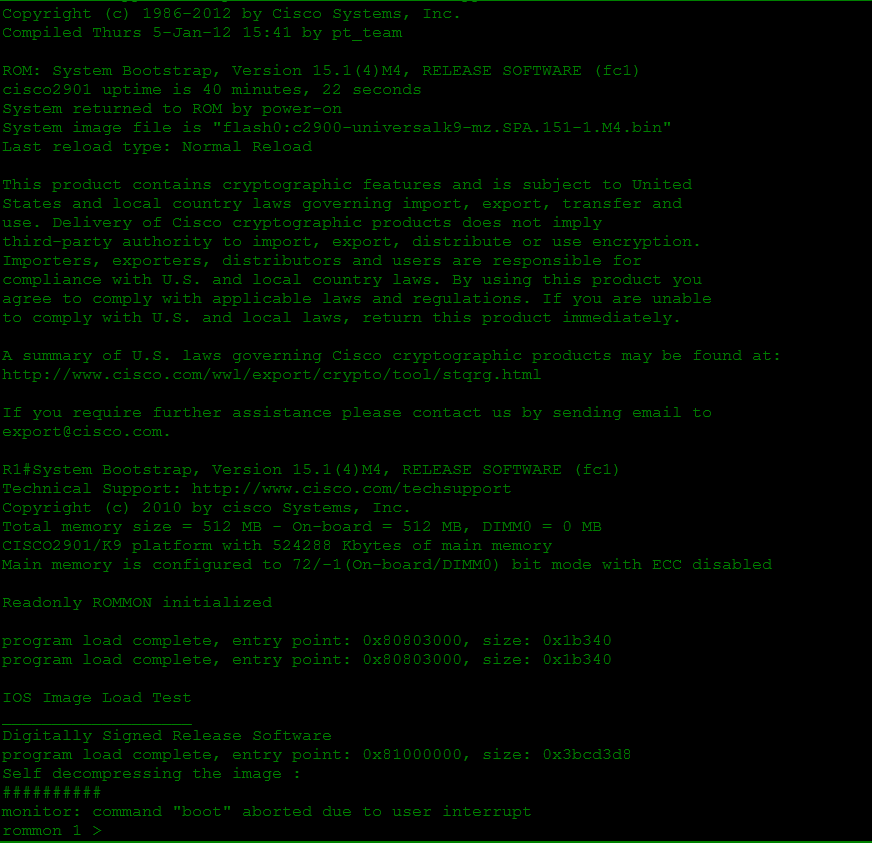 Copyright (c) 1986-2012 by Cisco Systems, Inc.
Compiled Thurs 5-Jan-12 15:41 by pt_team
ROM: System Bootstrap, Version 15.1(4)M4, RELEASE SOFTWARE (fc1)
cisco2901 uptime is 40 minutes, 22 seconds
System returned to ROM by power-on
System image file is "flash0:c2900-universalk9-mz.SPA.151-1.M4.bin"
Last reload type: Normal Reload
This product contains cryptographic features and is subject to United
States and local country laws governing import, export, transfer and
use. Delivery of Cisco cryptographic products does not imply
third-party authority to import, export, distribute or use encryption.
Importers, exporters, distributors and users are responsible for
compliance with U.S. and local country laws. By using this product you
agree to comply with applicable laws and regulations. If you are unable
to comply with U.S. and local laws, return this product immediately.
A summary of U.S. laws governing Cisco cryptographic products may be found at:
http://www.cisco.com/wwl/export/crypto/tool/stqrg.html
If you require further assistance please contact us by sending email to
export@cisco.com.
R1#System Bootstrap, Version 15.1(4)M4, RELEASE SOFTWARE (fc1)
Technical Support: http://www.cisco.com/techsupport
Copyright (c) 2010 by cisco Systems, Inc.
Total memory size = 512 MB - On-board = 512 MB, DIMM0 = 0 MB
CISCO2901/K9 platform with 524288 Kbytes of main memory
Main memory is configured to 72/-1(On-board/DIMM0) bit mode with ECC disabled
Readonly ROMMON initialized
program load complete, entry point: 0x80803000, size: 0x1b340
program load complete, entry point: 0x80803000, size: 0x1b340
IOS Image Load Test
___________________
Digitally Signed Release Software
program load complete, entry point: 0x81000000, size: 0x3bcd3d8
Self decompressing the image :
##########
monitor: command "boot" aborted due to user interrupt
rommon 1 >